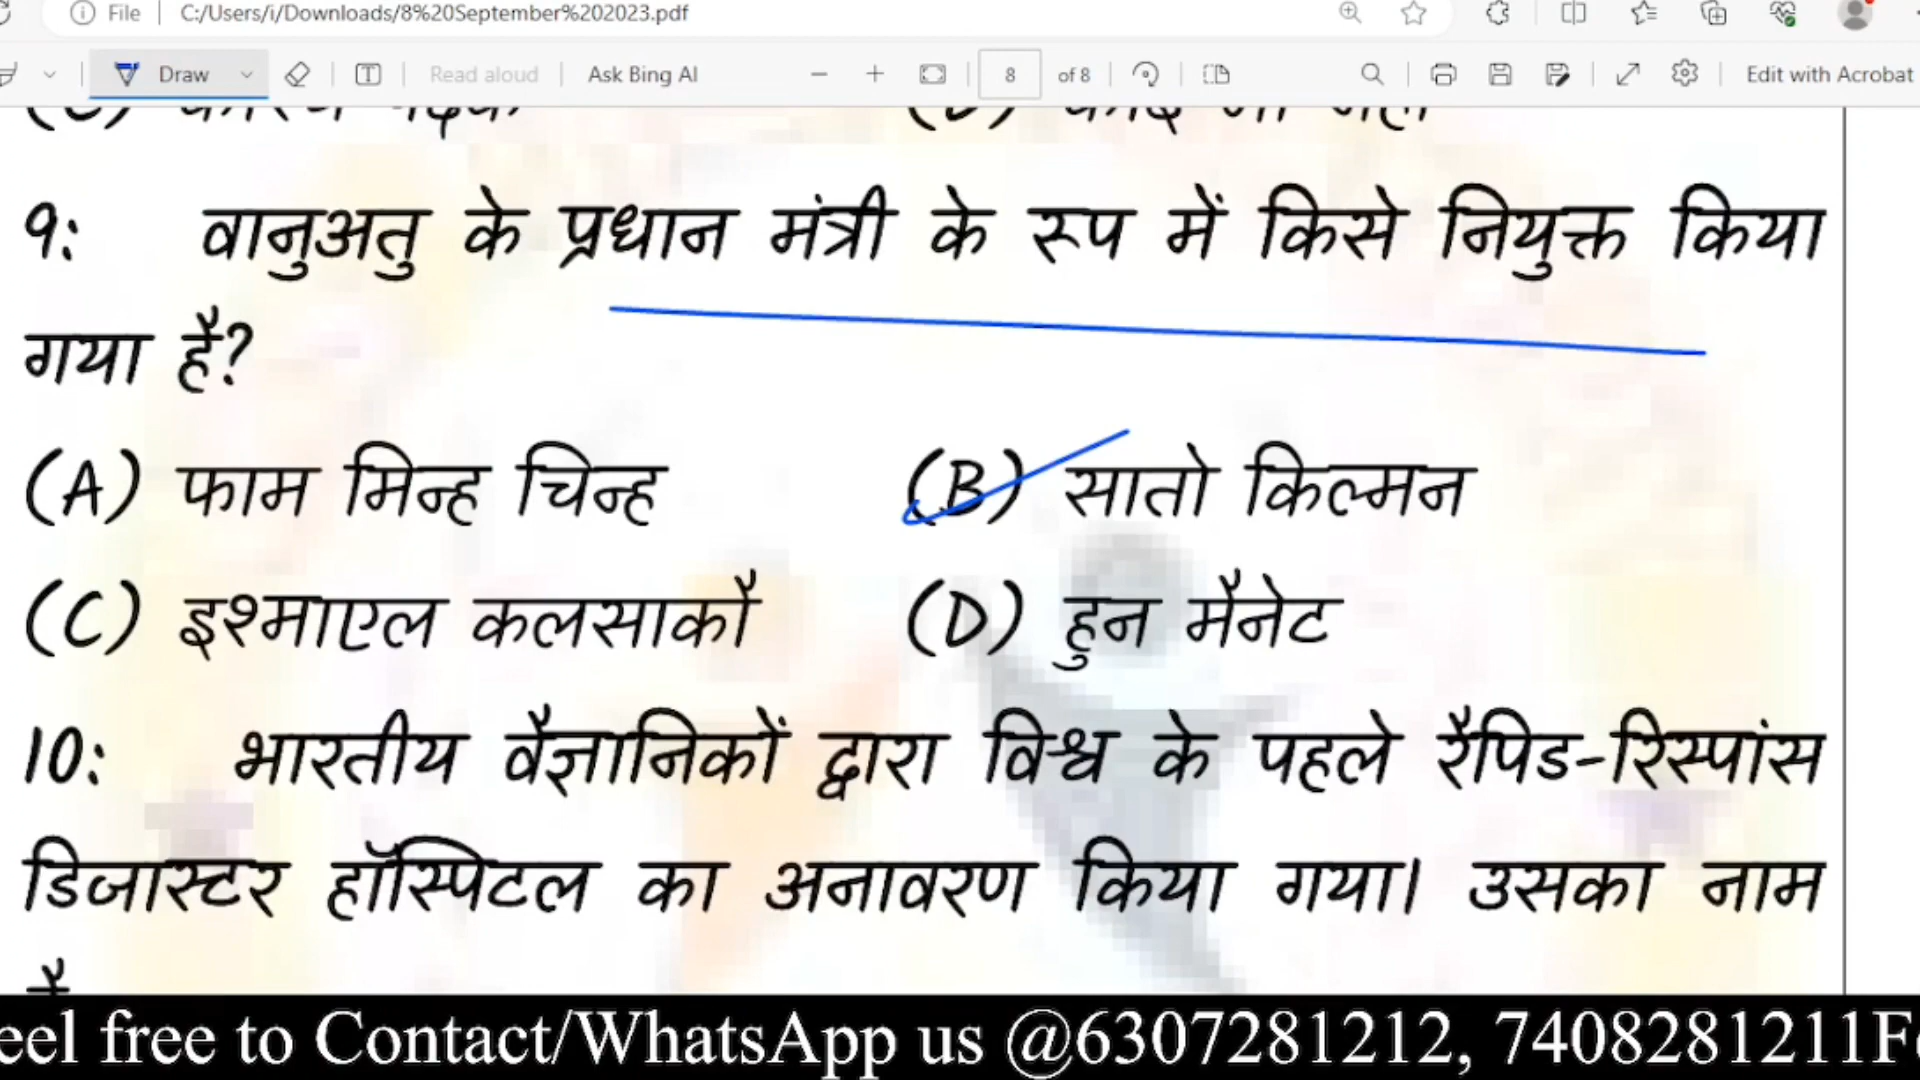 File C:/Users/i/Downloads/8%20September%202023.pdf
Draw Read aloud Ask Bing AI 8 of 8 Edit with Acrobat
9: वानुअतु के प्रधान मंत्री के रूप में किसे नियुक्त किया
गया है?
(A) फाम मिन्ह चिन्ह (B) सातो किल्मन
(C) इश्माएल कलसाकौ (D) हुन मैनेट
10: भारतीय वैज्ञानिकों द्वारा विश्व के पहले रैपिड-रिस्पांस
डिजास्टर हॉस्पिटल का अनावरण किया गया। उसका नाम
eel free to Contact/WhatsApp us @6307281212, 7408281211F